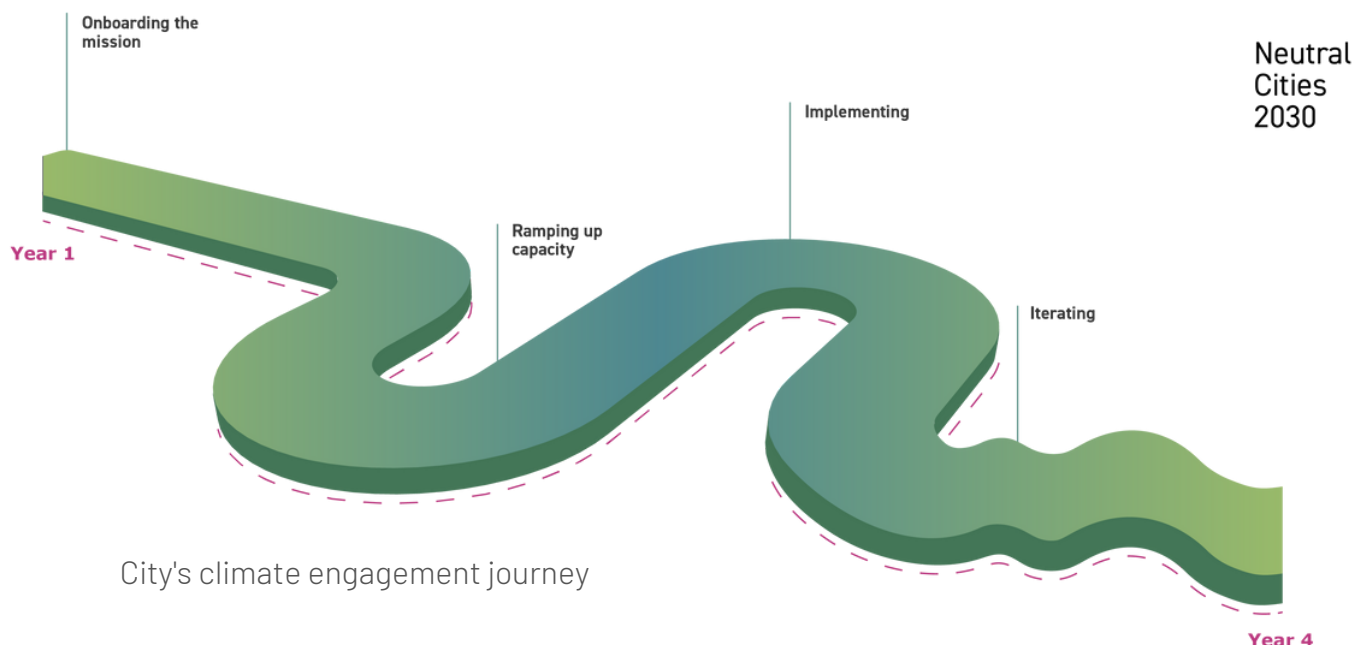 Onboarding the
mission
Neutral
Cities
2030
Implementing
Ramping up
capacity
Year 1
Iterating
City's climate engagement journey
Year 4